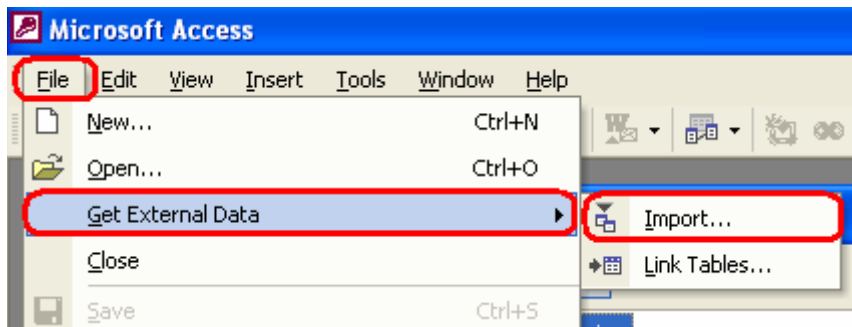 Microsoft Access
File Edit View Insert Tools Window Help
New... Ctrl+N
Open... Ctrl+O
Get External Data
Import...
Close
Link Tables...
Save Ctrl+S